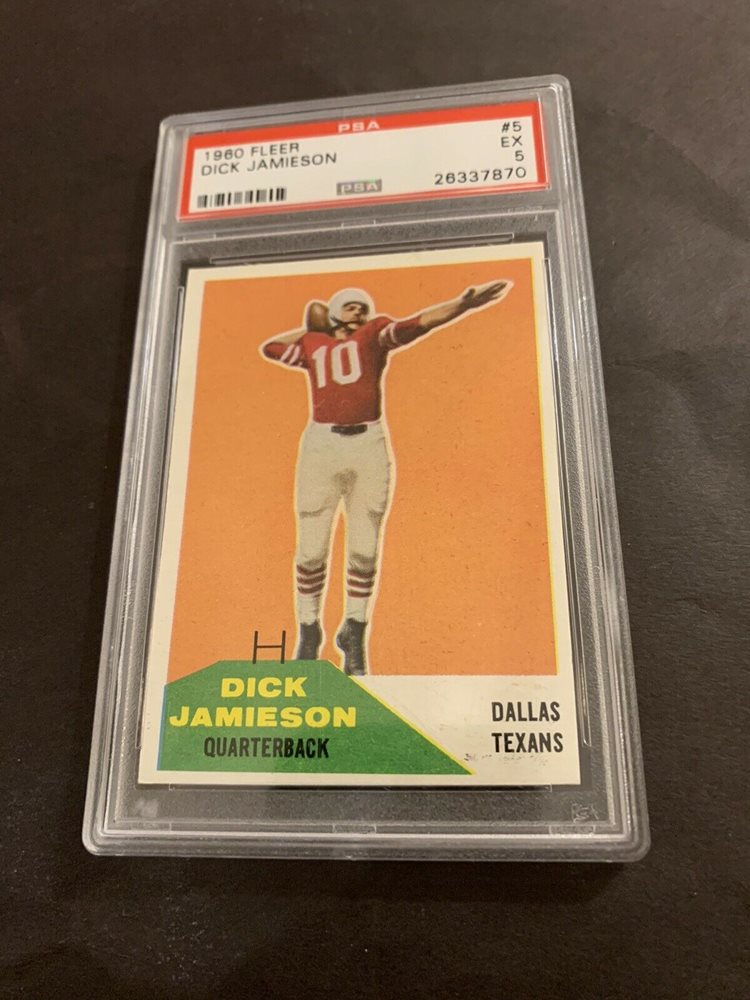 PSA
1960 FLEER #5
DICK JAMIESON EX
5
PSA 26337870
10
DICK
JAMIESON
QUARTERBACK
DALLAS
TEXANS